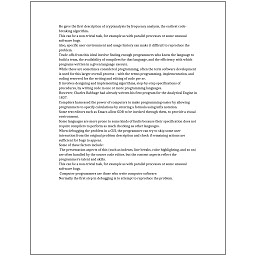 He gave the first description of cryptanalysis by frequency analysis, the earliest code-
breaking algorithm.
This can be a non-trivial task, for example as with parallel processes or some unusual
software bugs.
Also, specific user environment and usage history can make it difficult to reproduce the
problem.
Trade-offs from this ideal involve finding enough programmers who know the language to
build a team, the availability of compilers for that language, and the efficiency with which
programs written in a given language execute.
While these are sometimes considered programming, often the term software development
is used for this larger overall process – with the terms programming, implementation, and
coding reserved for the writing and editing of code per se.
It involves designing and implementing algorithms, step-by-step specifications of
procedures, by writing code in one or more programming languages.
However, Charles Babbage had already written his first program for the Analytical Engine in
1837.
Compilers harnessed the power of computers to make programming easier by allowing
programmers to specify calculations by entering a formula using infix notation.
Some text editors such as Emacs allow GDB to be invoked through them, to provide a visual
environment.
Some languages are more prone to some kinds of faults because their specification does not
require compilers to perform as much checking as other languages.
When debugging the problem in a GUI, the programmer can try to skip some user
interaction from the original problem description and check if remaining actions are
sufficient for bugs to appear.
Some of these factors include:
The presentation aspects of this (such as indents, line breaks, color highlighting, and so on)
are often handled by the source code editor, but the content aspects reflect the
programmer's talent and skills.
This can be a non-trivial task, for example as with parallel processes or some unusual
software bugs.
Computer programmers are those who write computer software.
Normally the first step in debugging is to attempt to reproduce the problem.